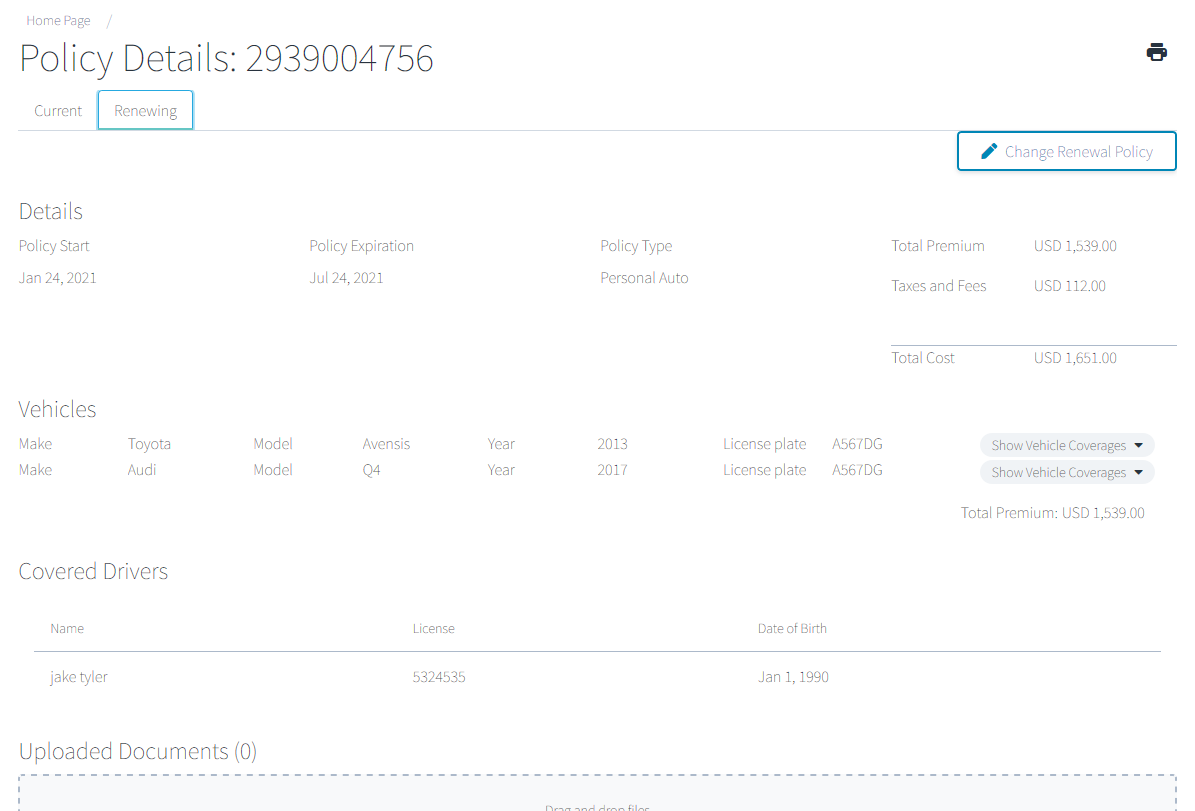 Home Page /
Policy Details: 2939004756
Current Renewing
Change Renewal Policy
Details
Policy Start Policy Expiration Policy Type Total Premium USD 1,539.00
Jan 24, 2021 Jul 24, 2021 Personal Auto
Taxes and Fees USD 112.00
Total Cost USD 1,651.00
Vehicles
Make Toyota Model Avensis Year 2013 License plate A567DG Show Vehicle Coverages
Make Audi Model Q4 Year 2017 License plate A567DG Show Vehicle Coverages
Total Premium: USD 1,539.00
Covered Drivers
Name License Date of Birth
jake tyler 5324535 Jan 1, 1990
Uploaded Documents (0)
Drag and drop files